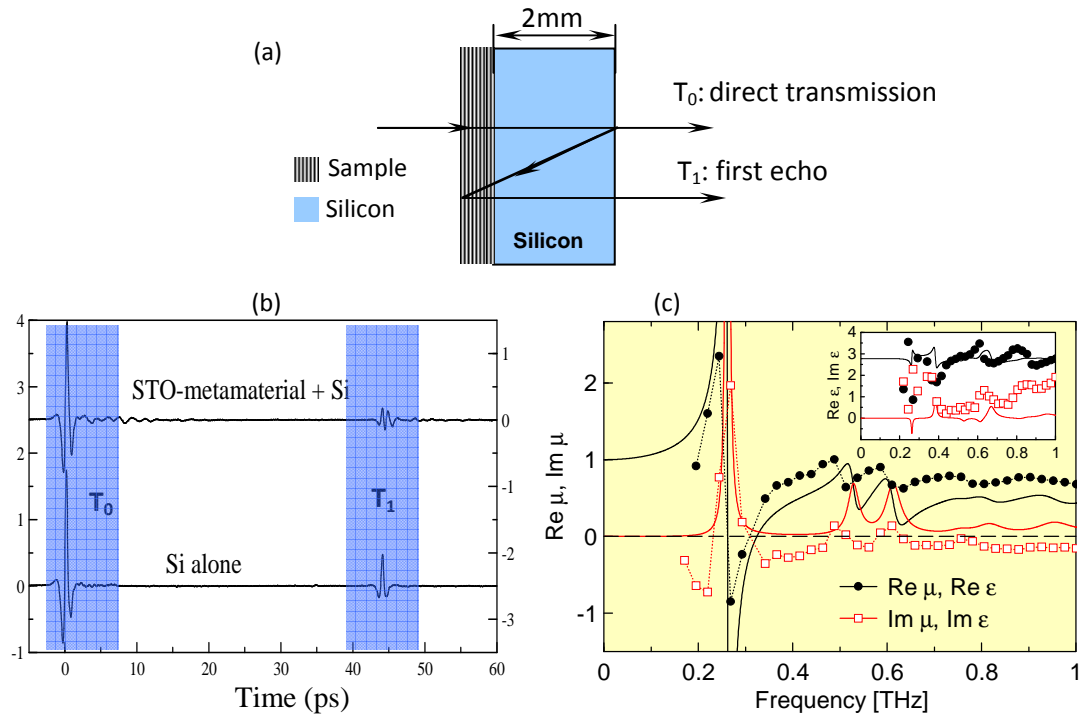 2mm
(a)
T₀: direct transmission
T₁: first echo
Sample
Silicon
Silicon
(b)
(c)
4
3
2
1
0
-1
1
0
-1
-2
-3
STO-metamaterial + Si
T₀
T₁
Si alone
0
10
20
30
40
50
60
Time (ps)
Re μ, Im μ
2
1
0
-1
0
0.2
0.4
0.6
0.8
1
Frequency [THz]
Re μ, Re ε
Im μ, Im ε
Re ε, Im ε
4
3
2
1
0
0
0.2
0.4
0.6
0.8
1